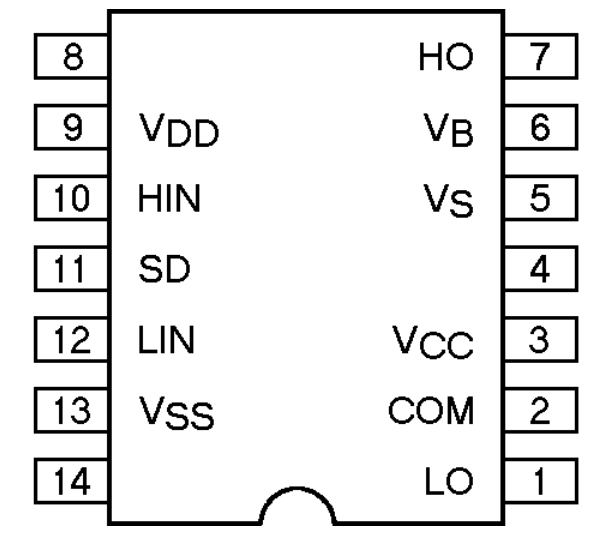 8 HO 7
9 VDD VB 6
10 HIN VS 5
11 SD 4
12 LIN VCC 3
13 VSS COM 2
14 LO 1